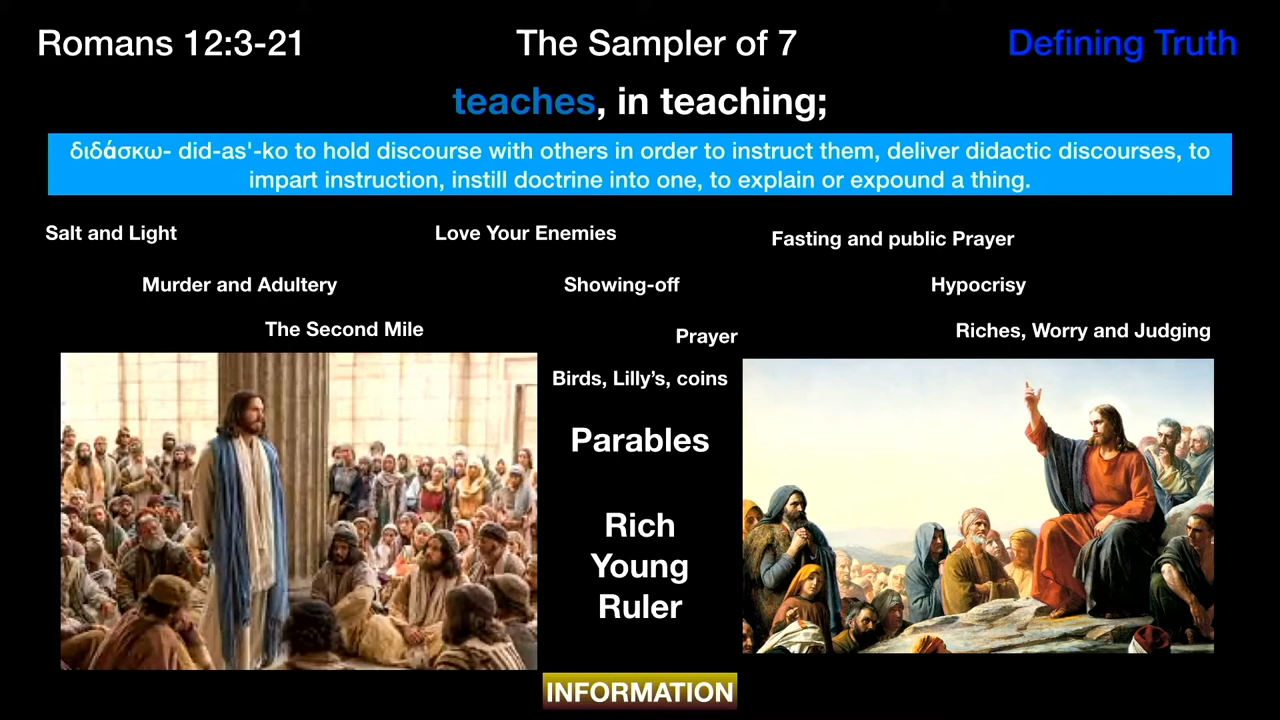 Romans 12:3-21
The Sampler of 7
Defining Truth
teaches, in teaching;
διδάσκω- did-as'-ko to hold discourse with others in order to instruct them, deliver didactic discourses, to
impart instruction, instill doctrine into one, to explain or expound a thing.
Salt and Light
Love Your Enemies
Fasting and public Prayer
Murder and Adultery
Showing-off
Hypocrisy
The Second Mile
Prayer
Riches, Worry and Judging
Birds, Lilly's, coins
Parables
Rich
Young
Ruler
INFORMATION